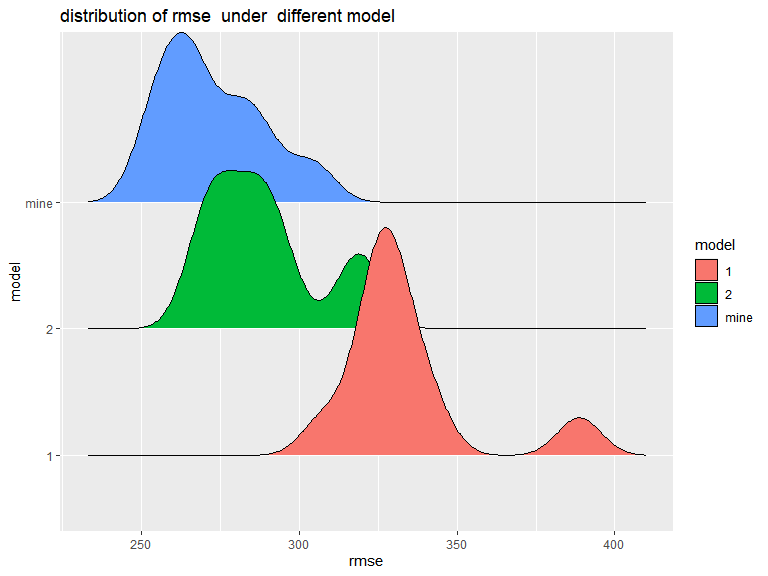 distribution of rmse  under  different model
mine
2
1
model
250
300
350
400
rmse
model
1
2
mine